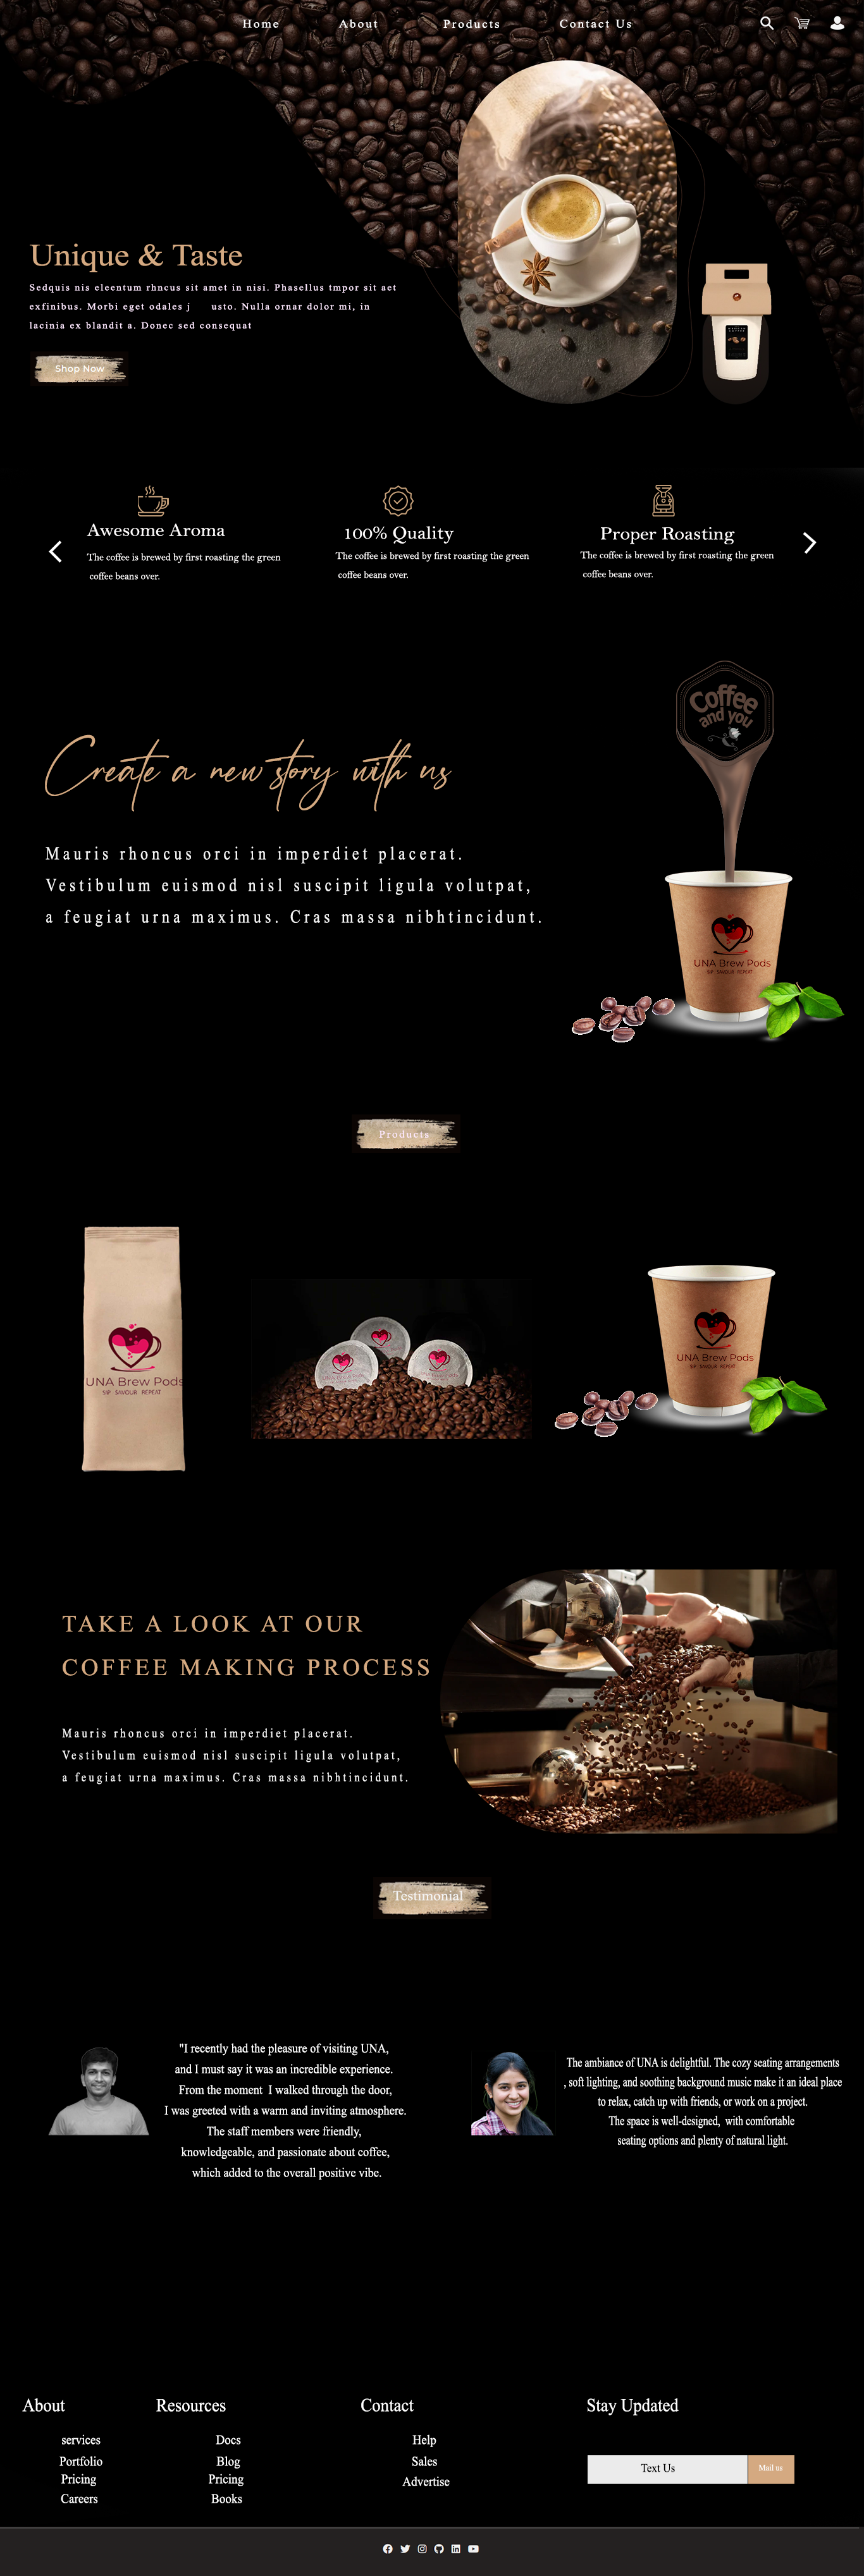 Home About Products Contact Us
Unique & Taste
Sedquis nis eleentum rhncus sit amet in nisi. Phasellus tmpor sit aet
exfinibus. Morbi eget odales j usto. Nulla ornar dolor mi, in
lacinia ex blandit a. Donec sed consequat
Shop Now
Awesome Aroma
The coffee is brewed by first roasting the green
coffee beans over.
100% Quality
The coffee is brewed by first roasting the green
coffee beans over.
Proper Roasting
The coffee is brewed by first roasting the green
coffee beans over.
Coffee
and you
Create a new story with us
Mauris rhoncus orci in imperdiet placerat.
Vestibulum euismod nisl suscipit ligula volutpat,
a feugiat urna maximus. Cras massa nibhtincidunt.
UNA Brew Pods
SIP SAVOUR REPEAT
Products
UNA Brew Pods
SIP SAVOUR REPEAT
UNA Brew Pods
SIP SAVOUR REPEAT
TAKE A LOOK AT OUR
COFFEE MAKING PROCESS
Mauris rhoncus orci in imperdiet placerat.
Vestibulum euismod nisl suscipit ligula volutpat,
a feugiat urna maximus. Cras massa nibhtincidunt.
Testimonial
"I recently had the pleasure of visiting UNA,
and I must say it was an incredible experience.
From the moment I walked through the door,
I was greeted with a warm and inviting atmosphere.
The staff members were friendly,
knowledgeable, and passionate about coffee,
which added to the overall positive vibe.
The ambiance of UNA is delightful. The cozy seating arrangements
, soft lighting, and soothing background music make it an ideal place
to relax, catch up with friends, or work on a project.
The space is well-designed, with comfortable
seating options and plenty of natural light.
About
services
Portfolio
Pricing
Careers
Resources
Docs
Blog
Pricing
Books
Contact
Help
Sales
Advertise
Stay Updated
Text Us
Mail us